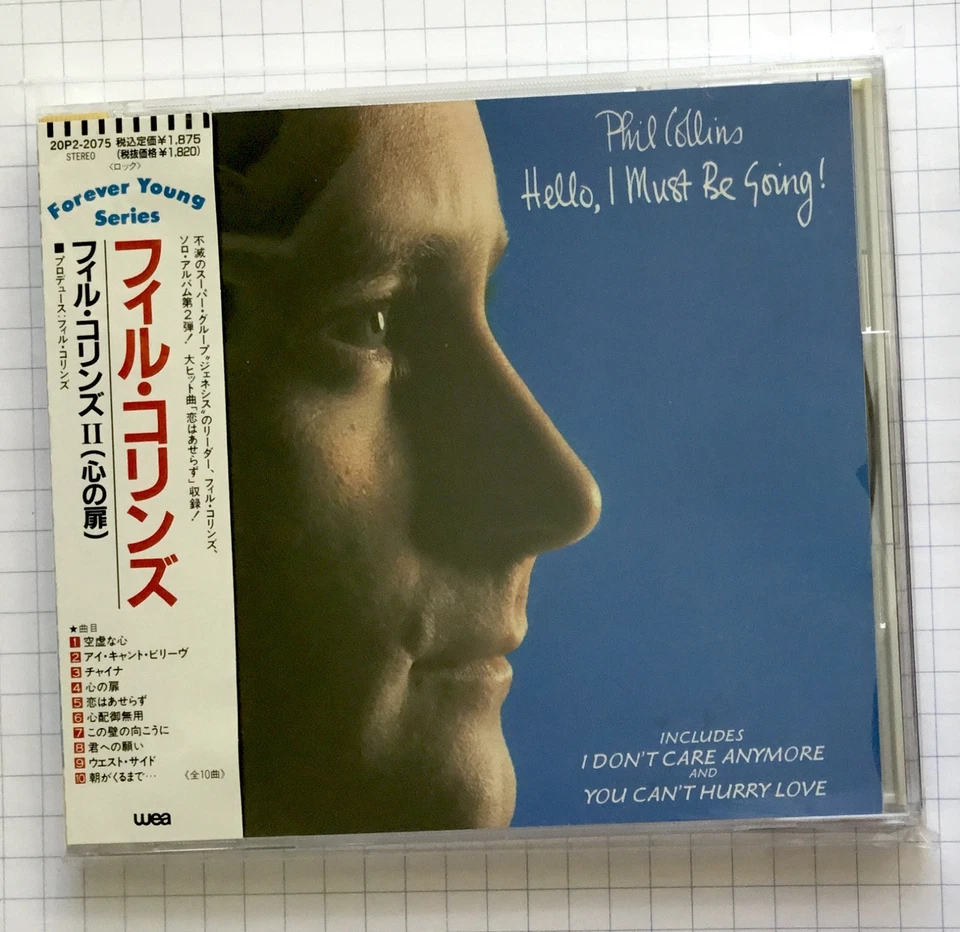 20P2-2075 税込定価¥1,875
STEREO (税抜価格¥1,820)
〈ロック〉
Forever Young
Series
不滅のスーパー・グループ“ジェネシス”のリーダー、フィル・コリンズ、
ソロ・アルバム第2弾! 大ヒット曲「恋はあせらず」収録!
フィル・コリンズ
フィル・コリンズII(心の扉)
■プロデュース:フィル・コリンズ
★曲目
1 空虚な心
2 アイ・キャント・ビリーヴ
3 チャイナ
4 心の扉
5 恋はあせらず
6 心配御無用
7 この壁の向こうに
8 君への願い
9 ウエスト・サイド
10 朝がくるまで… 《全10曲》
wea
Phil Collins
Hello, I Must Be Going!
INCLUDES
I DON'T CARE ANYMORE
AND
YOU CAN'T HURRY LOVE